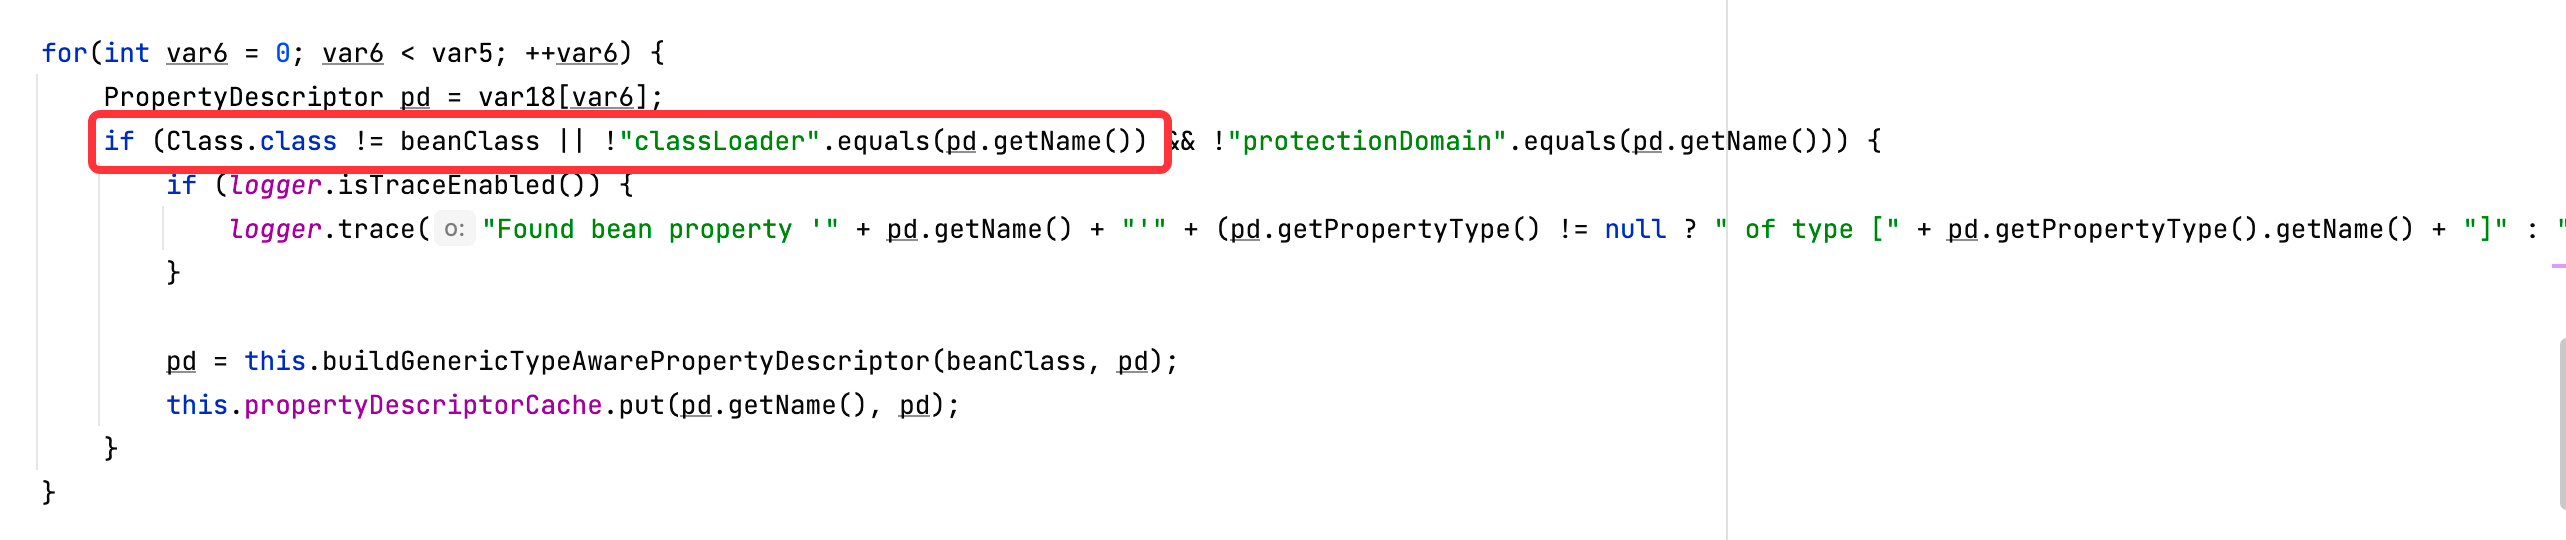 for(int var6 = 0; var6 < var5; ++var6) {
PropertyDescriptor pd = var18[var6];
if (Class.class != beanClass || !"classLoader".equals(pd.getName()) && !"protectionDomain".equals(pd.getName())) {
if (logger.isTraceEnabled()) {
logger.trace( o: "Found bean property '" + pd.getName() + "'" + (pd.getPropertyType() != null ? " of type [" + pd.getPropertyType().getName() + "]" : "
}
pd = this.buildGenericTypeAwarePropertyDescriptor(beanClass, pd);
this.propertyDescriptorCache.put(pd.getName(), pd);
}
}